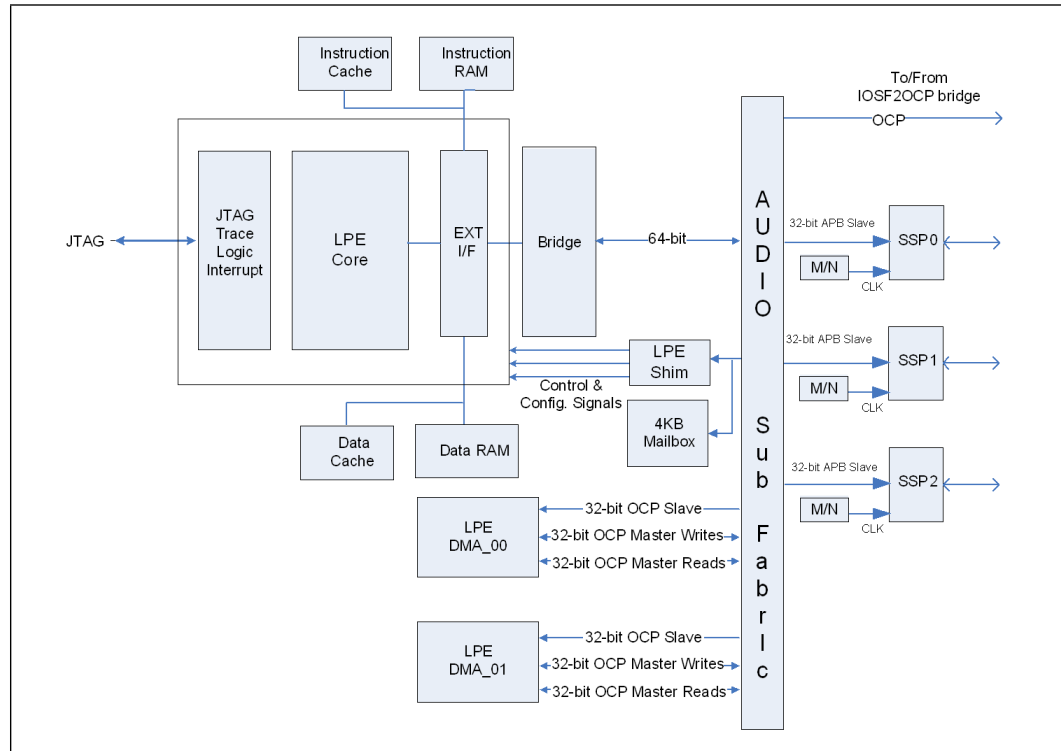 Instruction
Cache
Instruction
RAM
To/From
IOSF2OCP bridge
OCP
JTAG
JTAG
Trace
Logic
Interrupt
LPE
Core
EXT
I/F
Bridge
64-bit
AUDIO Sub FabrIc
32-bit APB Slave
SSP0
M/N
CLK
32-bit APB Slave
SSP1
M/N
CLK
32-bit APB Slave
SSP2
M/N
CLK
LPE
Shim
Control &
Config. Signals
4KB
Mailbox
Data
Cache
Data RAM
LPE
DMA_00
32-bit OCP Slave
32-bit OCP Master Writes
32-bit OCP Master Reads
LPE
DMA_01
32-bit OCP Slave
32-bit OCP Master Writes
32-bit OCP Master Reads